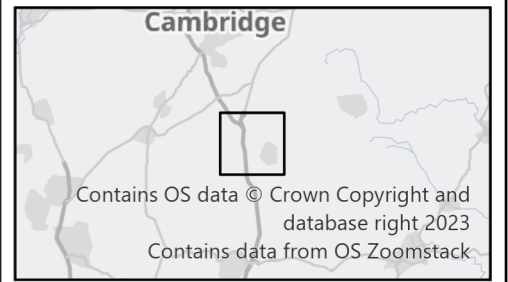 Cambridge
Contains OS data © Crown Copyright and
database right 2023
Contains data from OS Zoomstack